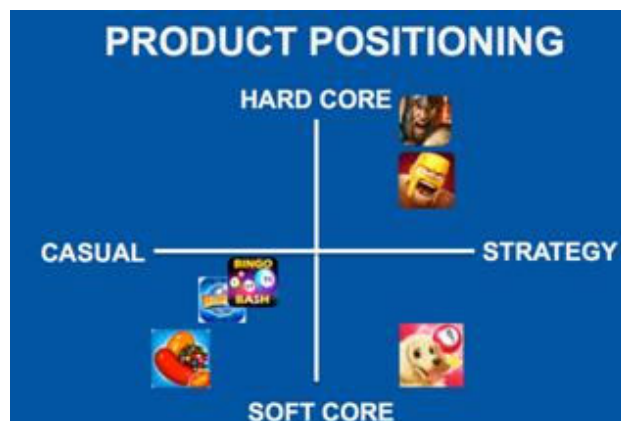 PRODUCT POSITIONING
HARD CORE
CASUAL
STRATEGY
BINGO
BASH
SOFT CORE